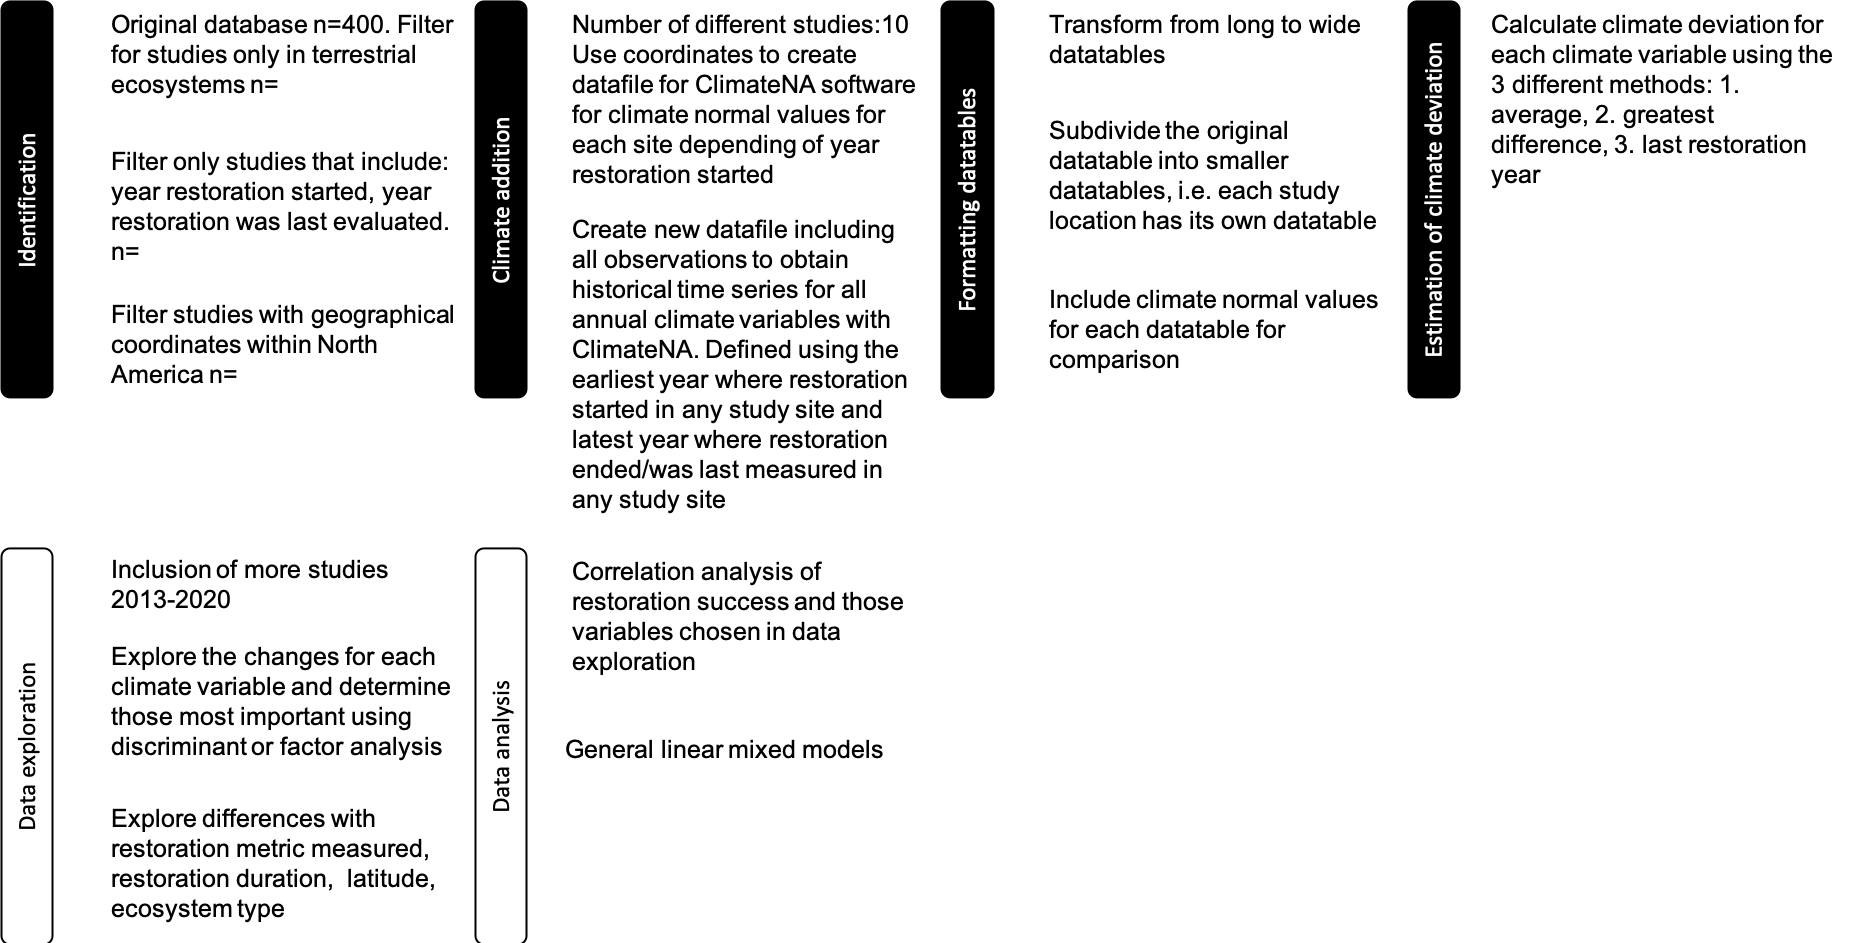 Identification
Original database n=400. Filter
for studies only in terrestrial
ecosystems n=
Filter only studies that include:
year restoration started, year
restoration was last evaluated.
n=
Filter studies with geographical
coordinates within North
America n=
Climate addition
Number of different studies:10
Use coordinates to create
datafile for ClimateNA software
for climate normal values for
each site depending of year
restoration started
Create new datafile including
all observations to obtain
historical time series for all
annual climate variables with
ClimateNA. Defined using the
earliest year where restoration
started in any study site and
latest year where restoration
ended/was last measured in
any study site
Formatting datatables
Transform from long to wide
datatables
Subdivide the original
datatable into smaller
datatables, i.e. each study
location has its own datatable
Include climate normal values
for each datatable for
comparison
Estimation of climate deviation
Calculate climate deviation for
each climate variable using the
3 different methods: 1.
average, 2. greatest
difference, 3. last restoration
year
Data exploration
Inclusion of more studies
2013-2020
Explore the changes for each
climate variable and determine
those most important using
discriminant or factor analysis
Explore differences with
restoration metric measured,
restoration duration, latitude,
ecosystem type
Data analysis
Correlation analysis of
restoration success and those
variables chosen in data
exploration
General linear mixed models